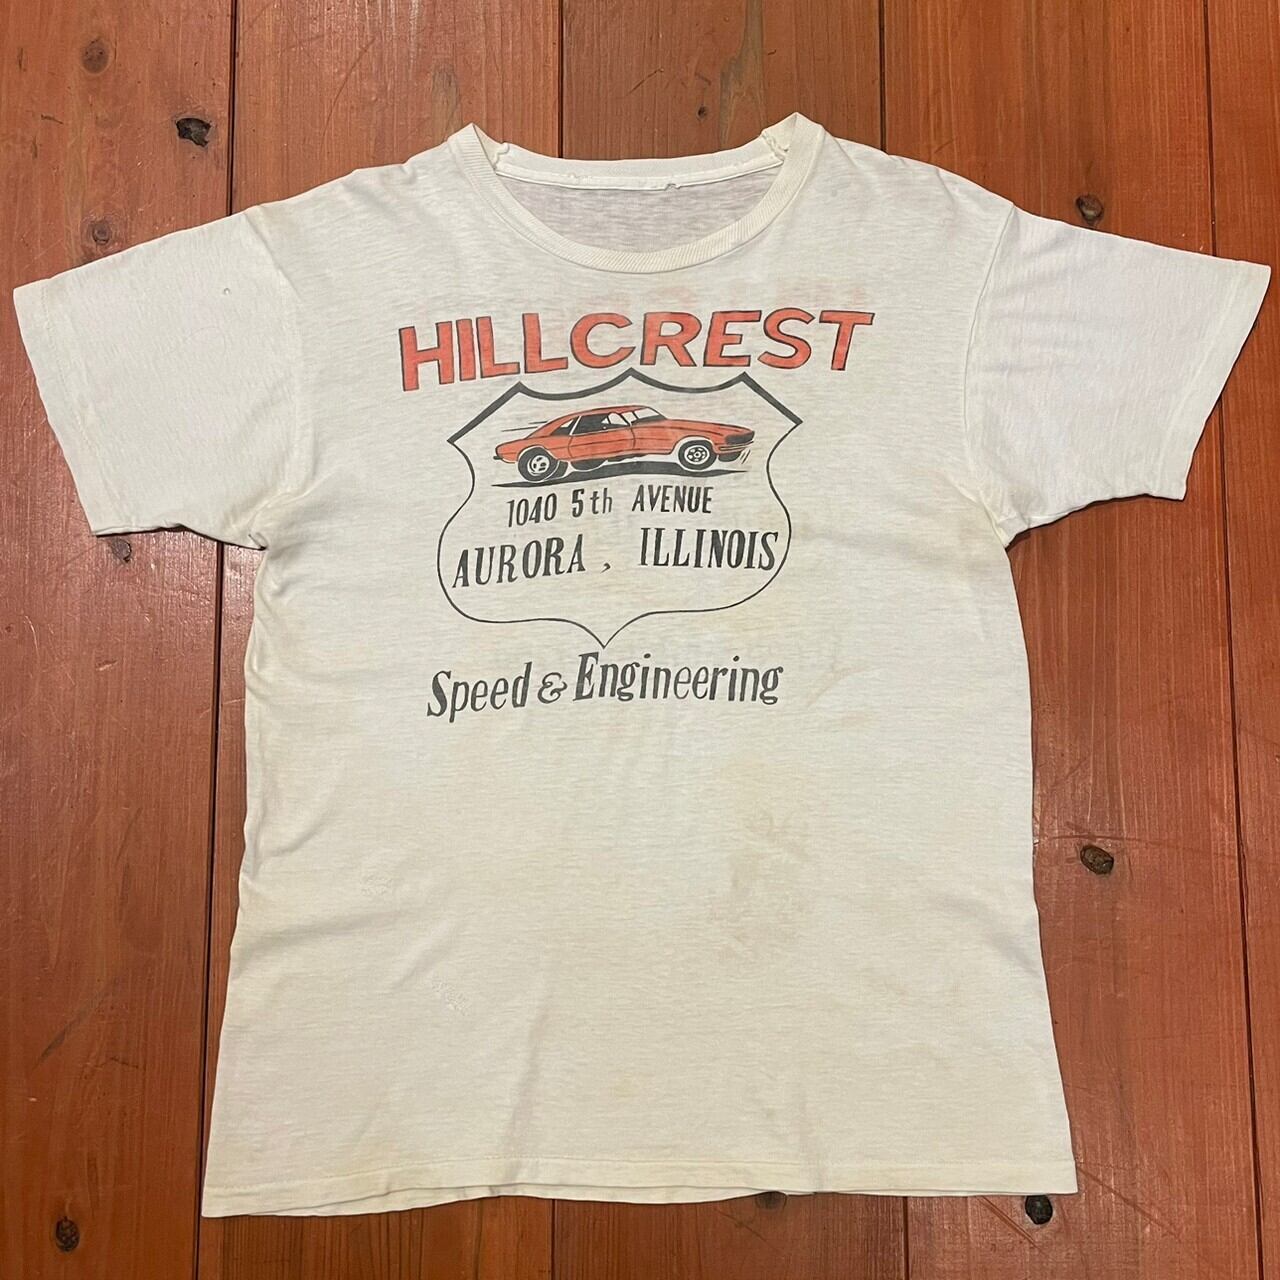 HILLCREST
1040 5th AVENUE
AURORA, ILLINOIS
Speed & Engineering